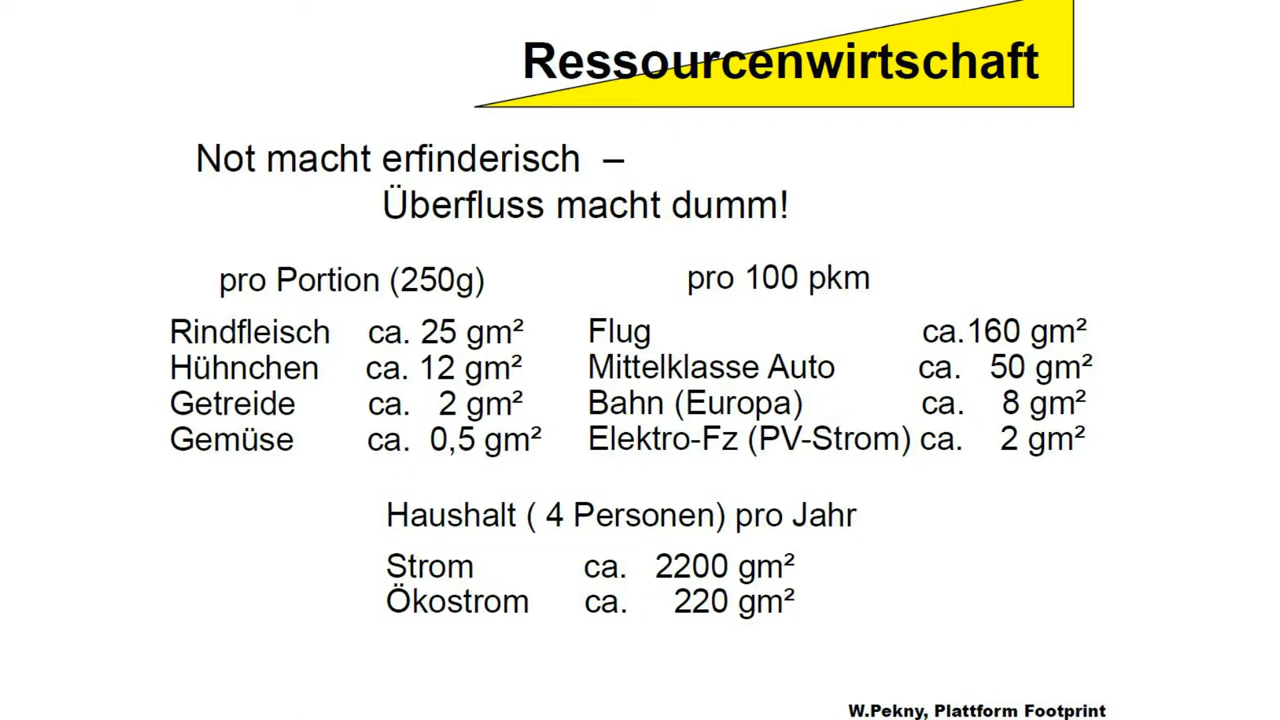 Ressourcenwirtschaft
Not macht erfinderisch –
Überfluss macht dumm!
pro Portion (250g)
Rindfleisch ca. 25 gm²
Hühnchen ca. 12 gm²
Getreide ca. 2 gm²
Gemüse ca. 0,5 gm²
pro 100 pkm
Flug ca.160 gm²
Mittelklasse Auto ca. 50 gm²
Bahn (Europa) ca. 8 gm²
Elektro-Fz (PV-Strom) ca. 2 gm²
Haushalt ( 4 Personen) pro Jahr
Strom ca. 2200 gm²
Ökostrom ca. 220 gm²
W.Pekny, Plattform Footprint